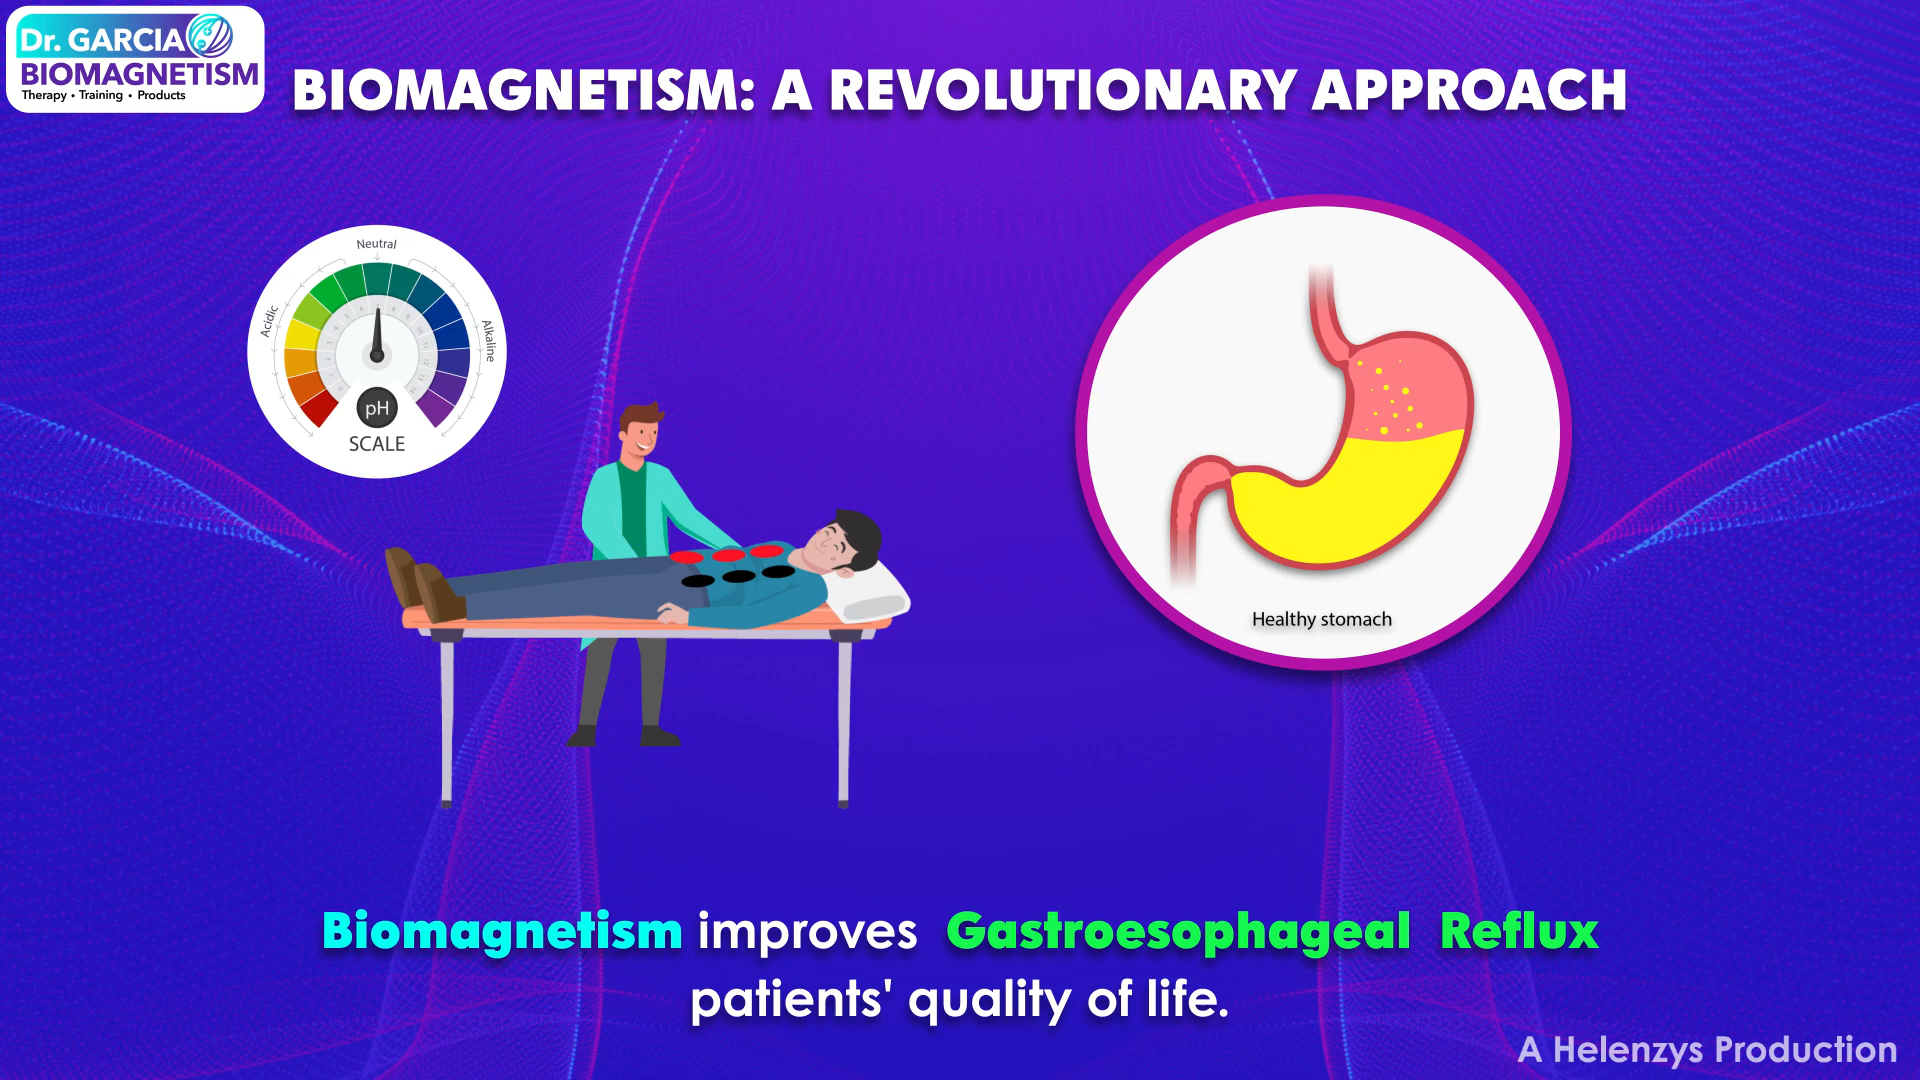 Dr. GARCIA
BIOMAGNETISM
Therapy • Training • Products
BIOMAGNETISM: A REVOLUTIONARY APPROACH
Neutral
Acidic
Alkaline
pH
SCALE
Healthy stomach
Biomagnetism improves Gastroesophageal Reflux
patients' quality of life.
A Helenzys Production